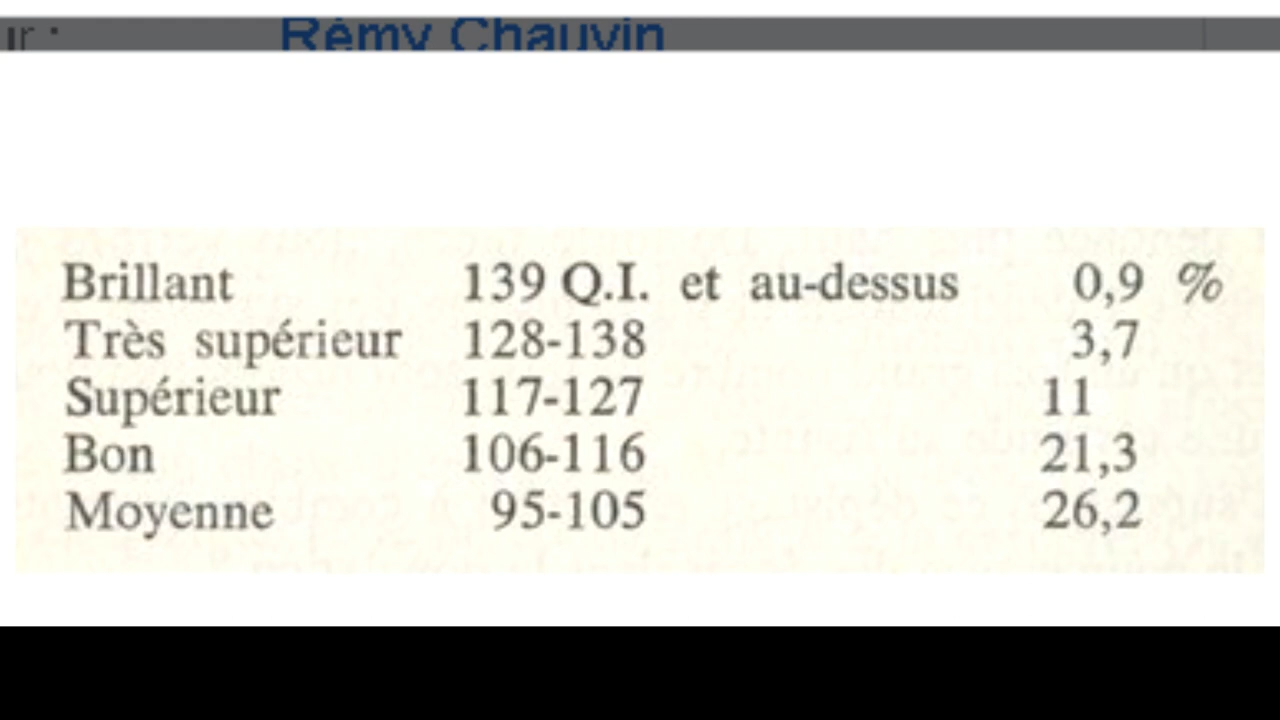 ur :
Rémy Chauvin
Brillant 139 Q.I. et au-dessus 0,9 %
Très supérieur 128-138 3,7
Supérieur 117-127 11
Bon 106-116 21,3
Moyenne 95-105 26,2